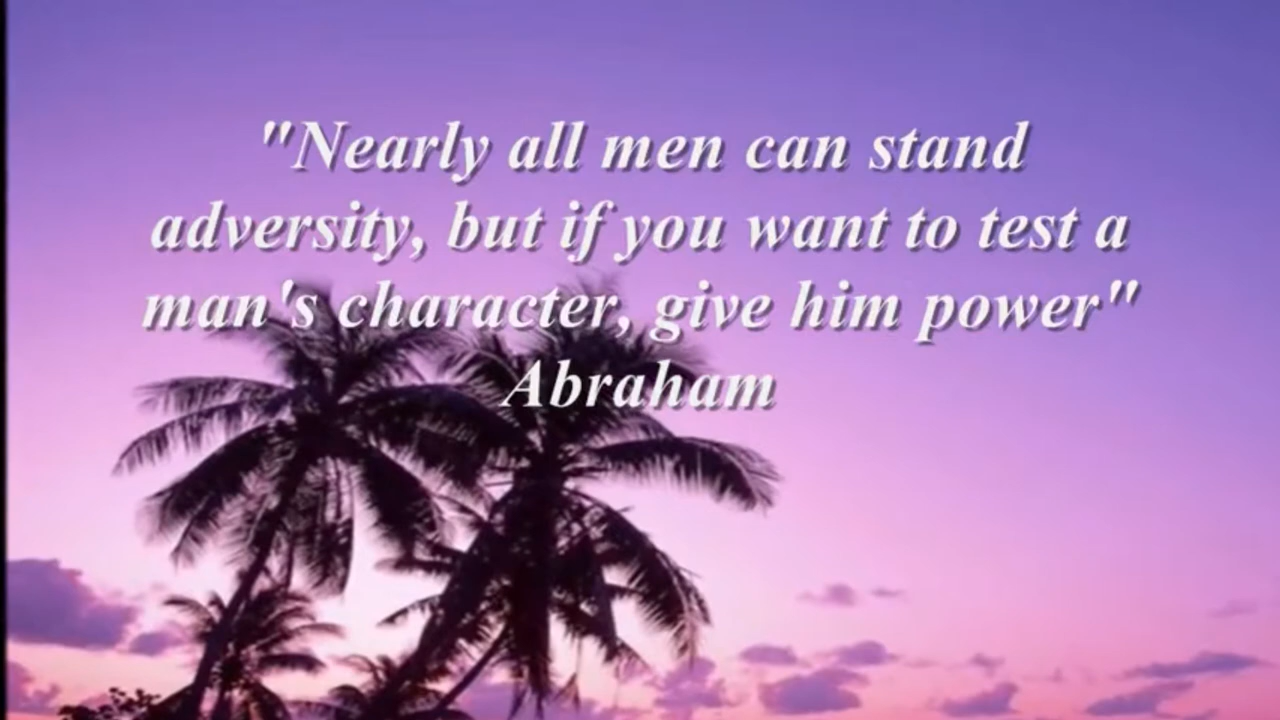 "Nearly all men can stand
adversity, but if you want to test a
man's character, give him power"
Abraham